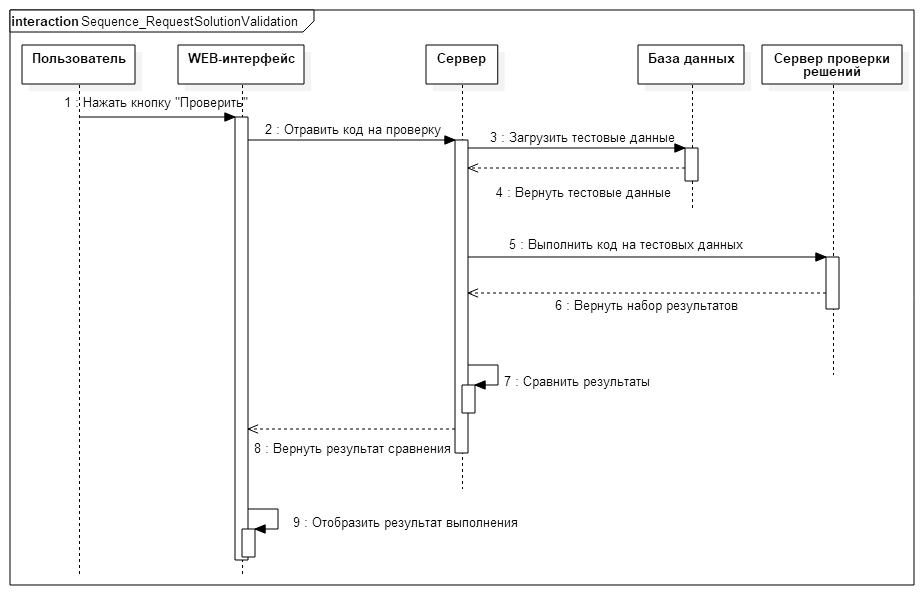 interaction Sequence_RequestSolutionValidation
Пользователь
WEB-интерфейс
Сервер
База данных
Сервер проверки
решений
1 : Нажать кнопку "Проверить"
2 : Отравить код на проверку
3 : Загрузить тестовые данные
4 : Вернуть тестовые данные
5 : Выполнить код на тестовых данных
6 : Вернуть набор результатов
7 : Сравнить результаты
8 : Вернуть результат сравнения
9 : Отобразить результат выполнения